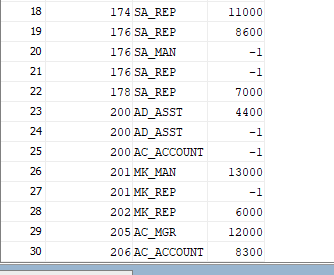 18 174 SA_REP 11000
19 176 SA_REP 8600
20 176 SA_MAN -1
21 176 SA_REP -1
22 178 SA_REP 7000
23 200 AD_ASST 4400
24 200 AD_ASST -1
25 200 AC_ACCOUNT -1
26 201 MK_MAN 13000
27 201 MK_REP -1
28 202 MK_REP 6000
29 205 AC_MGR 12000
30 206 AC_ACCOUNT 8300